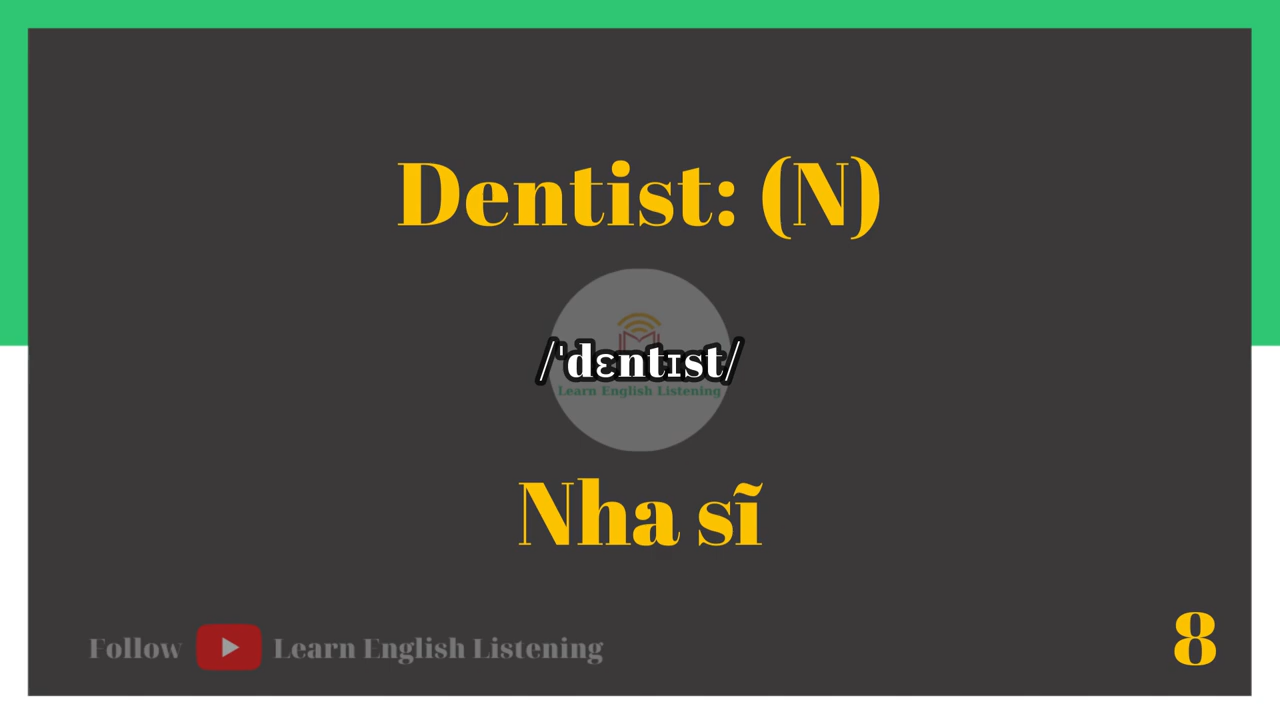 Dentist: (N)
/ˈdɛntɪst/
Learn English Listening
Nha sĩ
Follow Learn English Listening
8